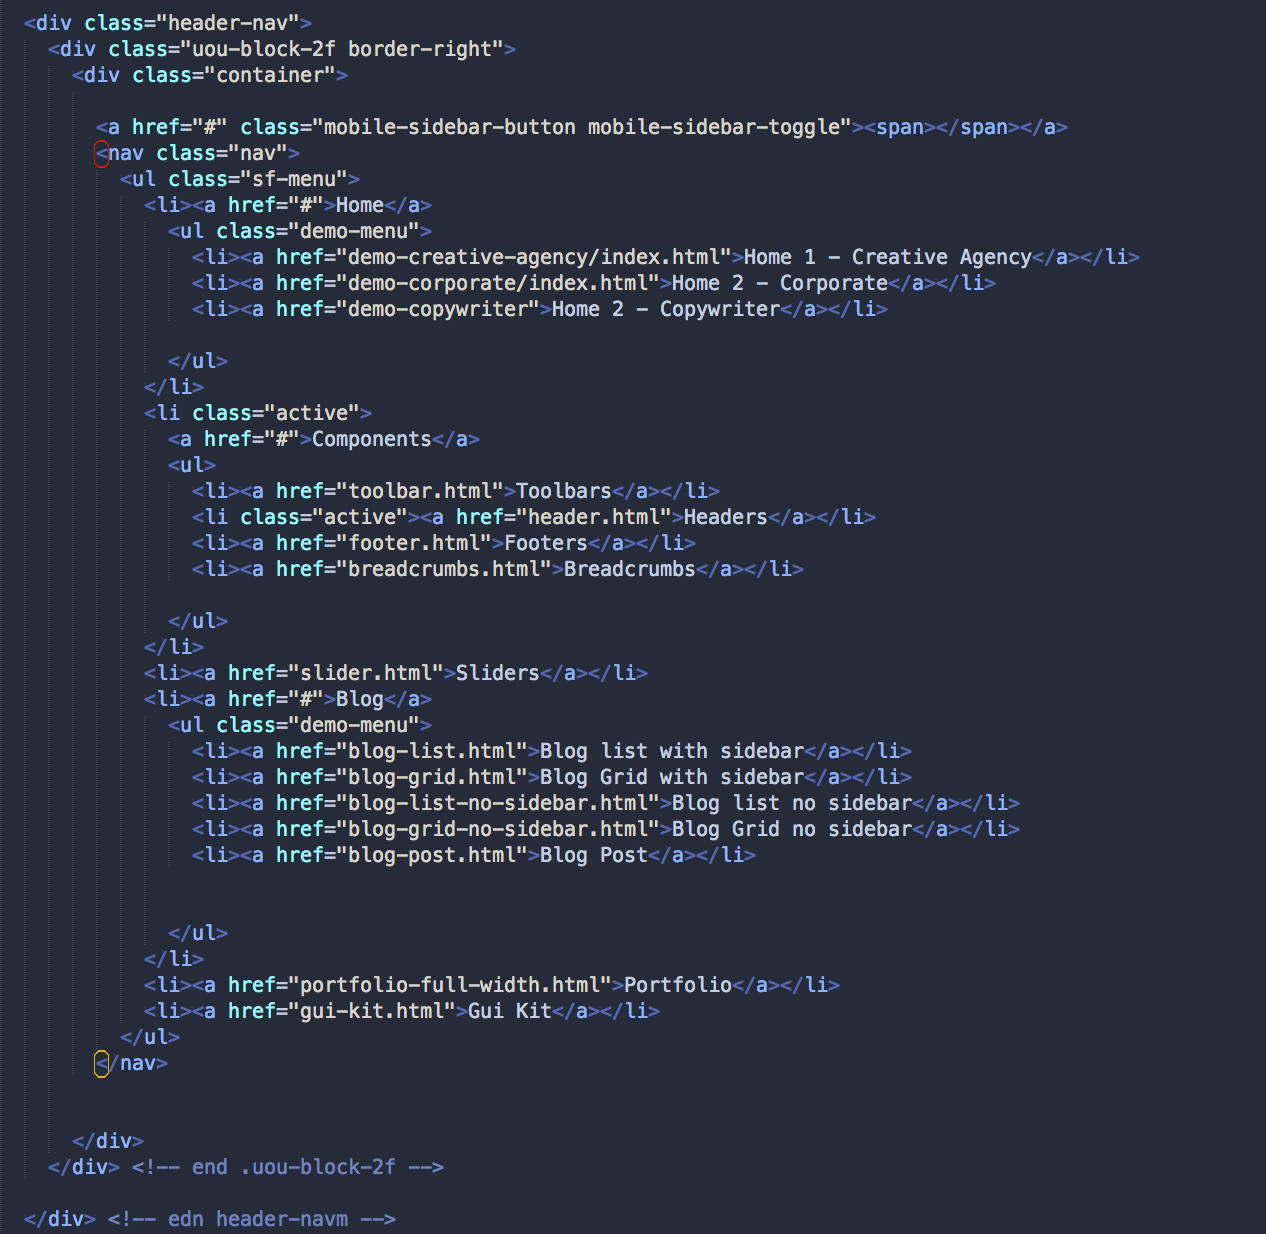 <div class="header-nav">
<div class="uou-block-2f border-right">
<div class="container">
<a href="#" class="mobile-sidebar-button mobile-sidebar-toggle"><span></span></a>
<nav class="nav">
<ul class="sf-menu">
<li><a href="#">Home</a>
<ul class="demo-menu">
<li><a href="demo-creative-agency/index.html">Home 1 - Creative Agency</a></li>
<li><a href="demo-corporate/index.html">Home 2 - Corporate</a></li>
<li><a href="demo-copywriter">Home 2 - Copywriter</a></li>
</ul>
</li>
<li class="active">
<a href="#">Components</a>
<ul>
<li><a href="toolbar.html">Toolbars</a></li>
<li class="active"><a href="header.html">Headers</a></li>
<li><a href="footer.html">Footers</a></li>
<li><a href="breadcrumbs.html">Breadcrumbs</a></li>
</ul>
</li>
<li><a href="slider.html">Sliders</a></li>
<li><a href="#">Blog</a>
<ul class="demo-menu">
<li><a href="blog-list.html">Blog list with sidebar</a></li>
<li><a href="blog-grid.html">Blog Grid with sidebar</a></li>
<li><a href="blog-list-no-sidebar.html">Blog list no sidebar</a></li>
<li><a href="blog-grid-no-sidebar.html">Blog Grid no sidebar</a></li>
<li><a href="blog-post.html">Blog Post</a></li>
</ul>
</li>
<li><a href="portfolio-full-width.html">Portfolio</a></li>
<li><a href="gui-kit.html">Gui Kit</a></li>
</ul>
</nav>
</div>
</div> <!-- end .uou-block-2f -->
</div> <!-- edn header-navm -->